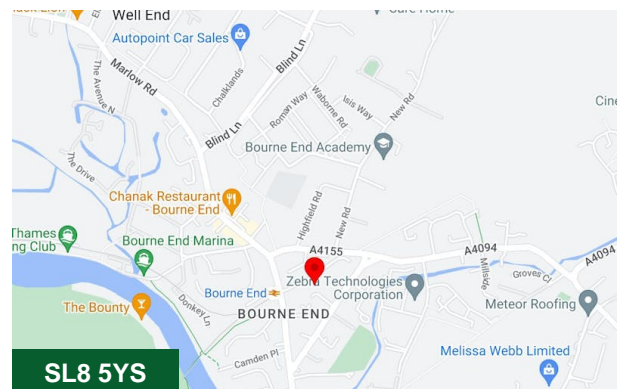 Well End
Autopoint Car Sales
Marlow Rd
The Avenue N
Chalklands
Blind Ln
Blind Ln
Roman Way
Waborne Rd
Isis Way
New Rd
Bourne End Academy
The Drive
Chanak Restaurant
- Bourne End
Highfield Rd
New Rd
Thames
ng Club
Bourne End Marina
A4155
A4094
A4094
Millside
Groves Cl
Bourne End
Zebra Technologies
Corporation
Donkey Ln
The Bounty
BOURNE END
Meteor Roofing
Camden Pl
Melissa Webb Limited
SL8 5YS